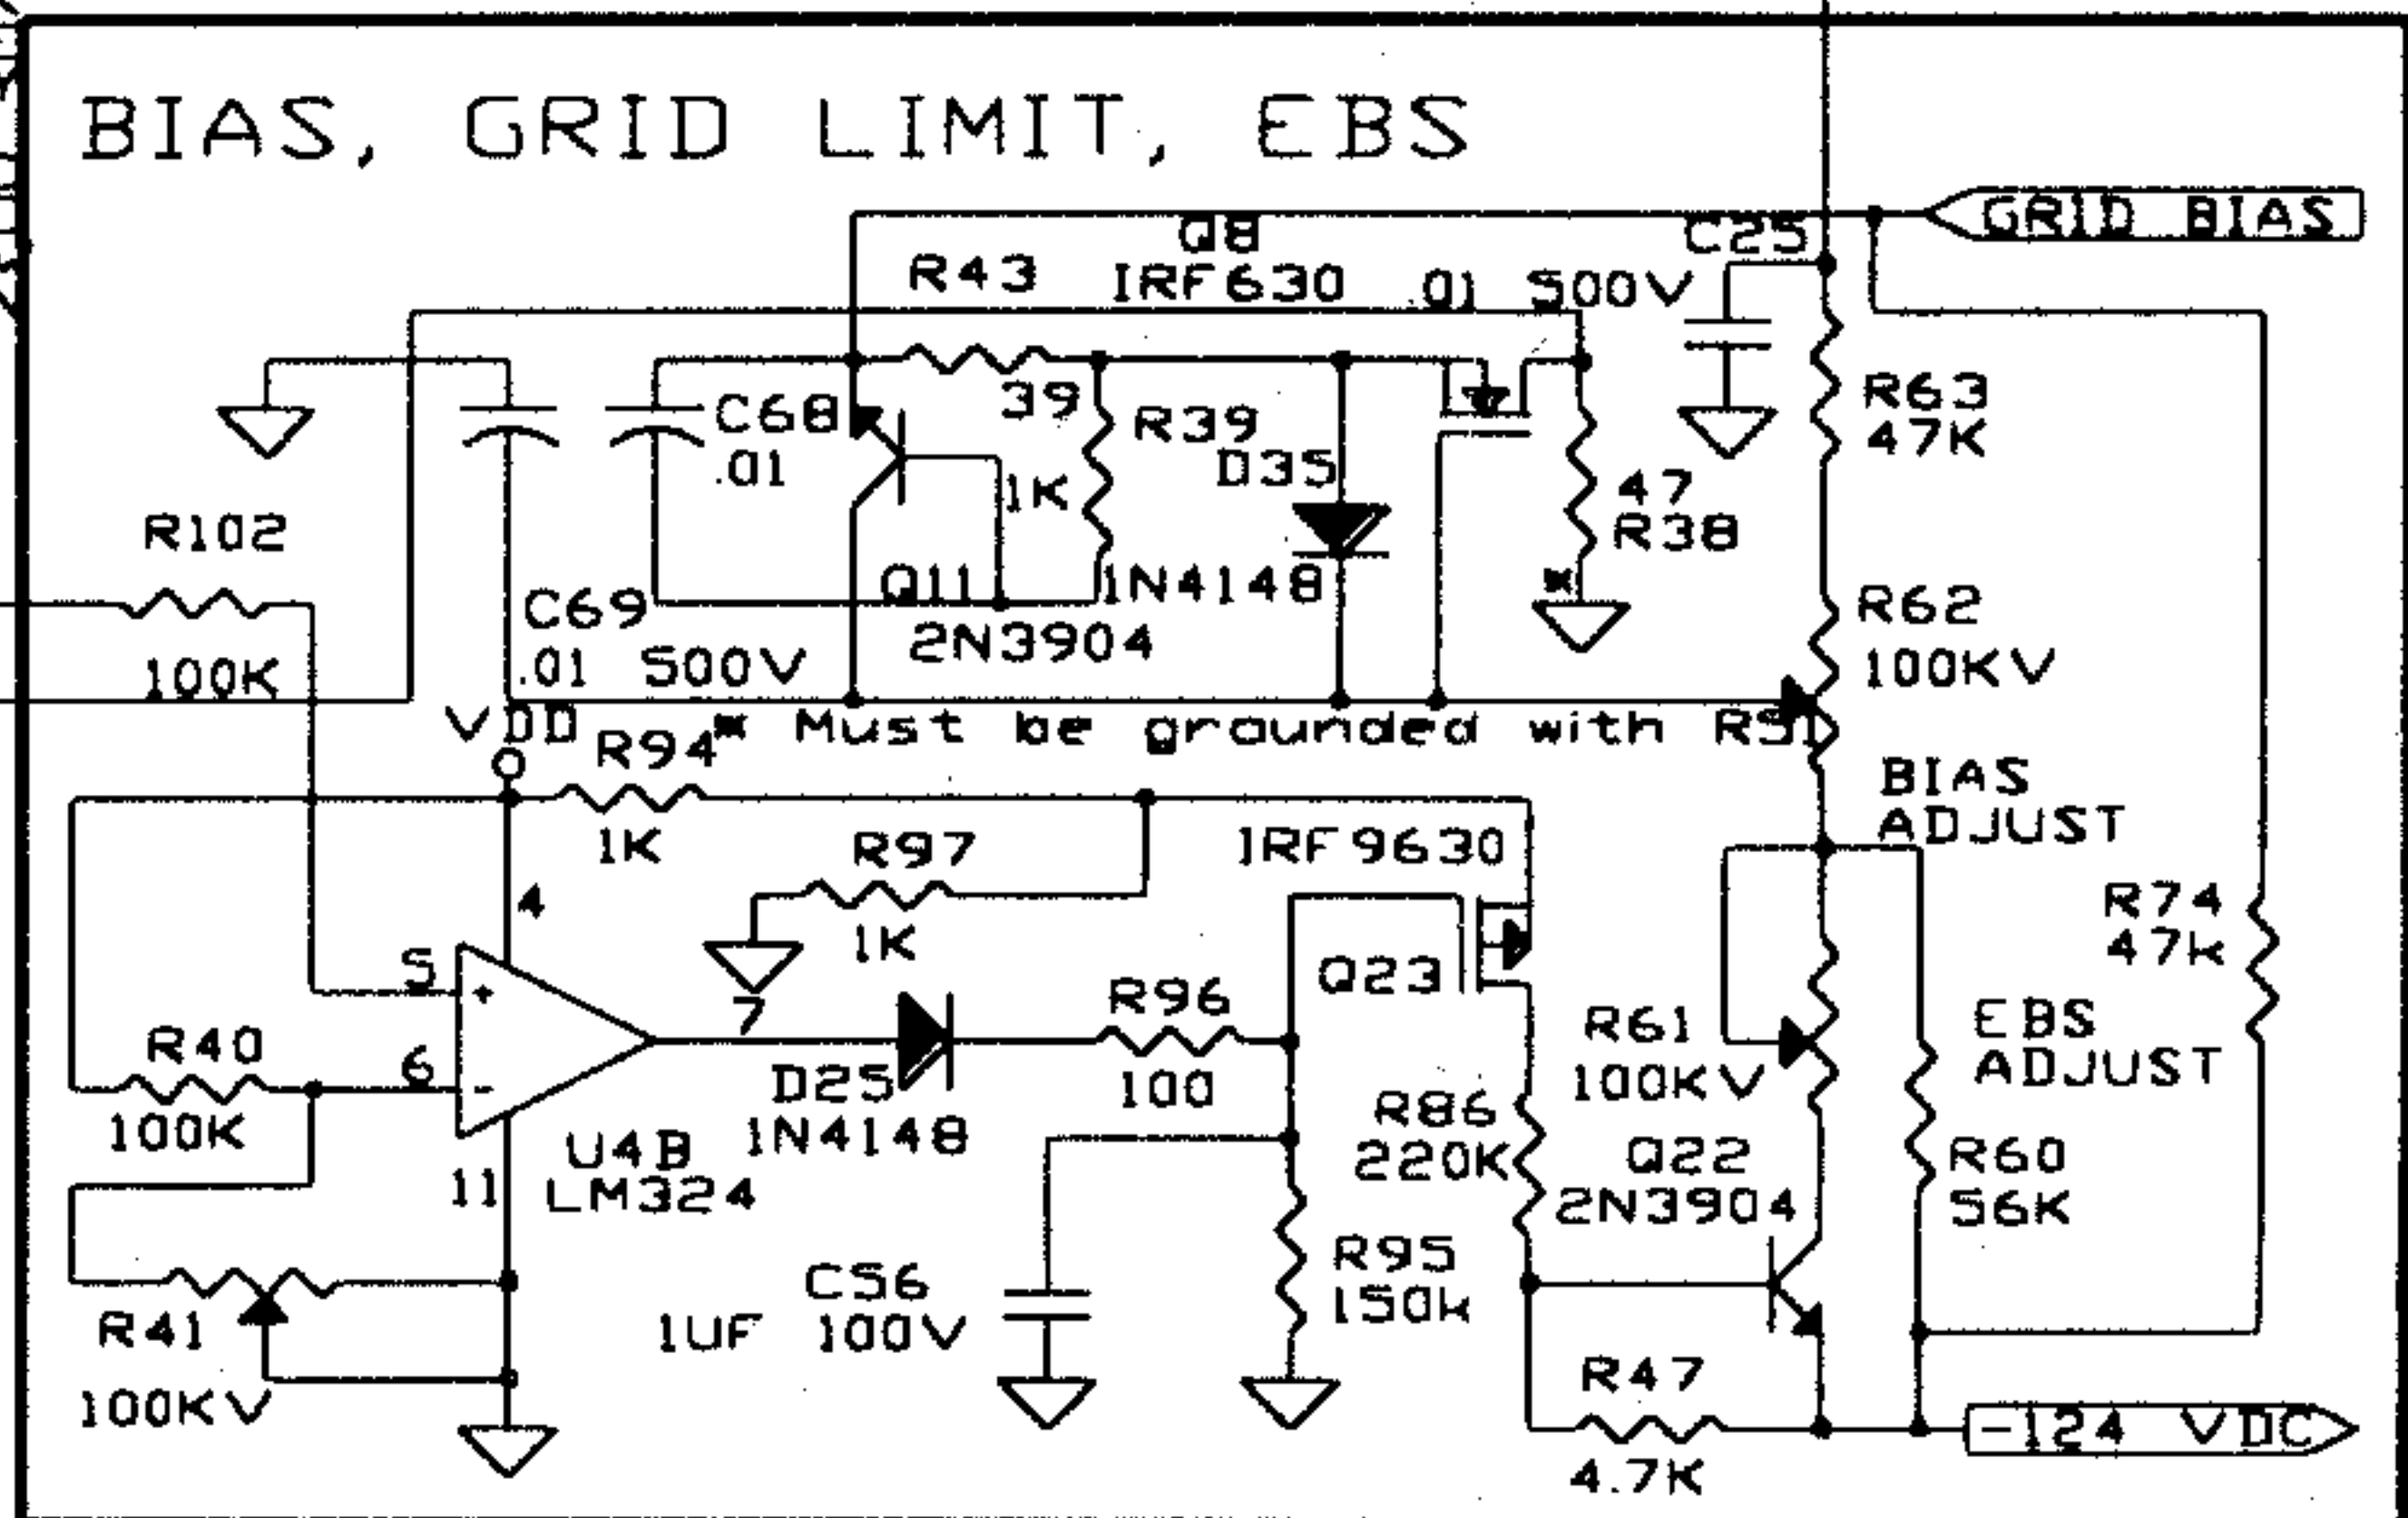 BIAS, GRID LIMIT, EBS
GRID BIAS
Q8
IRF630
C25
.01 500V
R43
39
R63
47K
C68
.01
R39
1K
D35
1N4148
47
R38
*
R102
100K
Q11
2N3904
C69
.01 500V
R62
100KV
VDD
* Must be grounded with R51
BIAS
ADJUST
R94
1K
R97
1K
IRF9630
Q23
R74
47k
4
5
+
6
-
7
11
R40
100K
U4B
LM324
D25
1N4148
R96
100
R61
100KV
EBS
ADJUST
R86
220K
Q22
2N3904
R60
56K
R41
100KV
C56
1UF 100V
R95
150k
R47
4.7K
-124 VDC